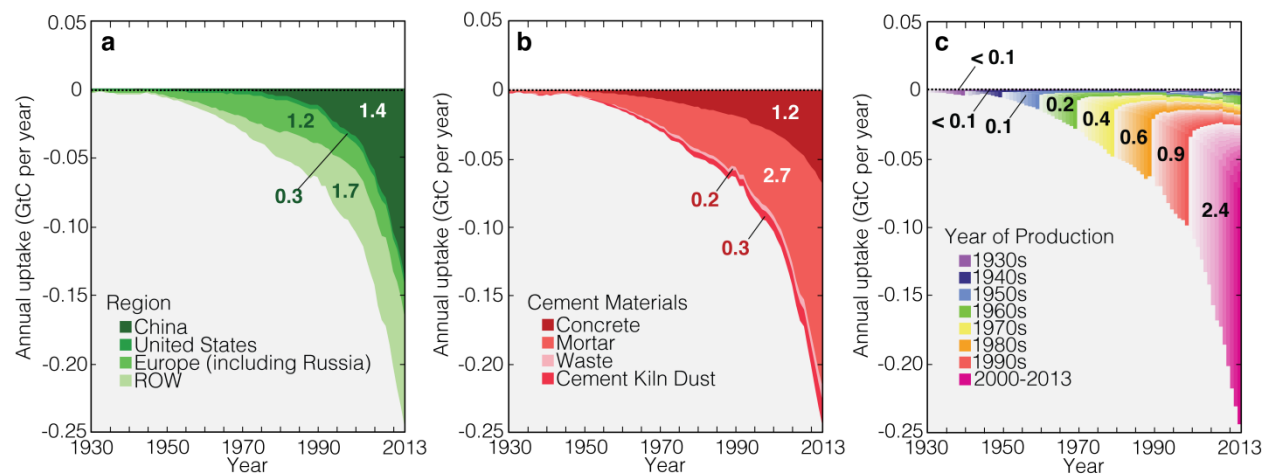 a
Annual uptake (GtC per year)
0.05
0
-0.05
-0.10
-0.15
-0.20
-0.25
1.4
1.2
0.3
1.7
Region
China
United States
Europe (including Russia)
ROW
1930
1950
1970
1990
2013
Year
b
Annual uptake (GtC per year)
0.05
0
-0.05
-0.10
-0.15
-0.20
-0.25
1.2
2.7
0.2
0.3
Cement Materials
Concrete
Mortar
Waste
Cement Kiln Dust
1930
1950
1970
1990
2013
Year
c
Annual uptake (GtC per year)
0.05
0
-0.05
-0.10
-0.15
-0.20
-0.25
< 0.1
< 0.1
0.1
0.2
0.4
0.6
0.9
2.4
Year of Production
1930s
1940s
1950s
1960s
1970s
1980s
1990s
2000-2013
1930
1950
1970
1990
2013
Year